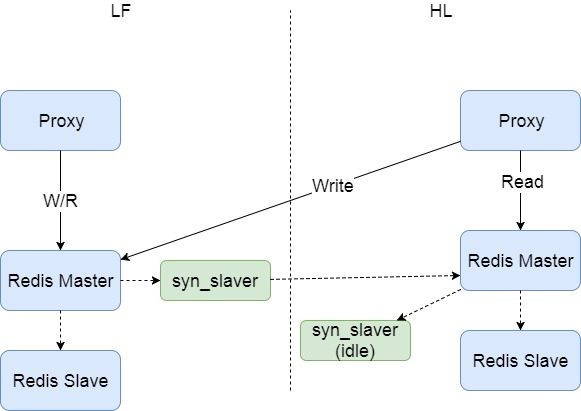 LF
HL
Proxy
Proxy
Write
Read
W/R
Redis Master
Redis Master
syn_slaver
syn_slaver
(idle)
Redis Slave
Redis Slave